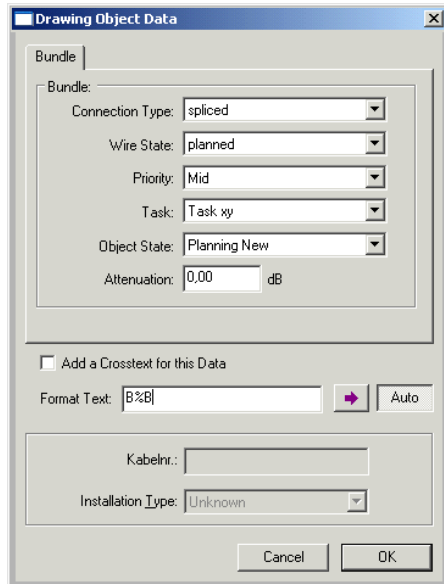 Drawing Object Data
Bundle
Bundle:
Connection Type: spliced
Wire State: planned
Priority: Mid
Task: Task xy
Object State: Planning New
Attenuation: 0,00 dB
Add a Crosstext for this Data
Format Text: B%B Auto
Kabelnr.:
Installation Type: Unknown
Cancel OK